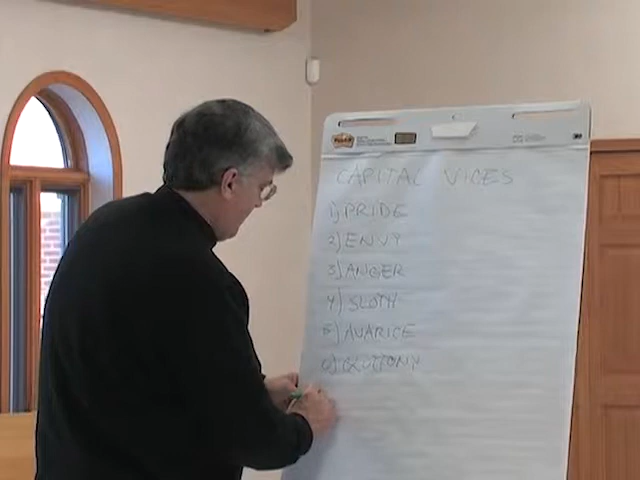 CAPITAL VICES
1) PRIDE
2) ENVY
3) ANGER
4) SLOTH
5) AVARICE
6) GLUTTONY